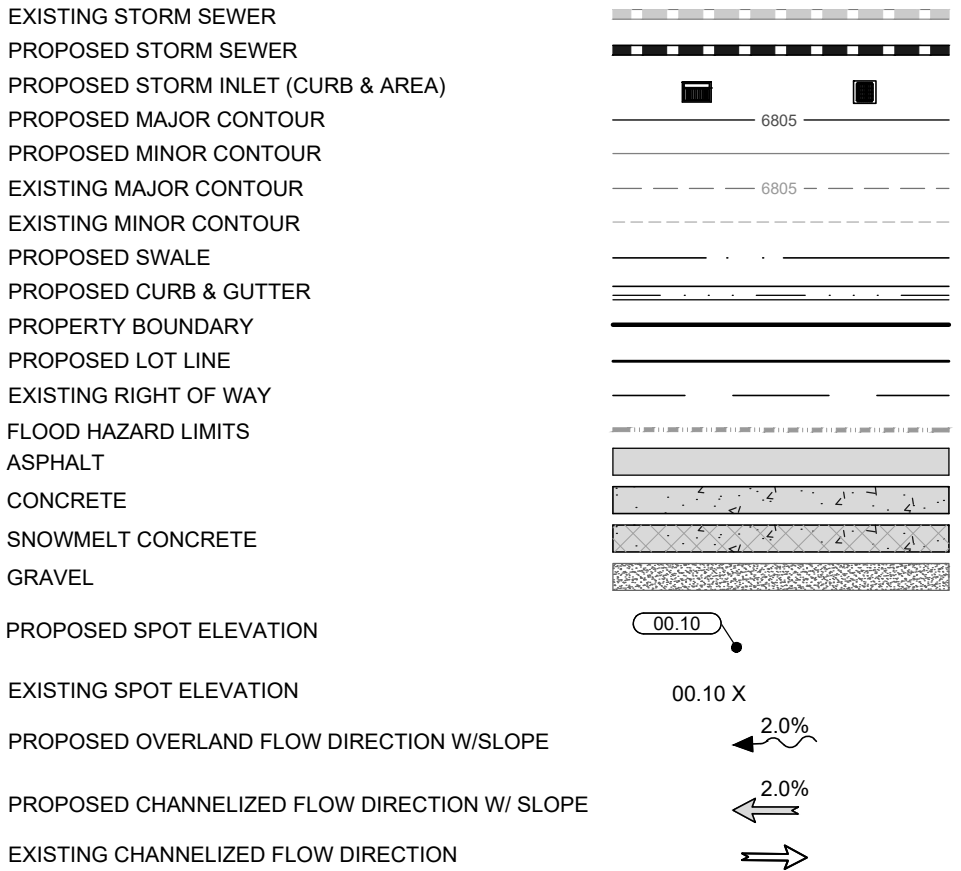 EXISTING STORM SEWER
PROPOSED STORM SEWER
PROPOSED STORM INLET (CURB & AREA)
PROPOSED MAJOR CONTOUR 6805
PROPOSED MINOR CONTOUR
EXISTING MAJOR CONTOUR 6805
EXISTING MINOR CONTOUR
PROPOSED SWALE
PROPOSED CURB & GUTTER
PROPERTY BOUNDARY
PROPOSED LOT LINE
EXISTING RIGHT OF WAY
FLOOD HAZARD LIMITS
ASPHALT
CONCRETE
SNOWMELT CONCRETE
GRAVEL
PROPOSED SPOT ELEVATION 00.10
EXISTING SPOT ELEVATION 00.10 X
PROPOSED OVERLAND FLOW DIRECTION W/SLOPE 2.0%
PROPOSED CHANNELIZED FLOW DIRECTION W/ SLOPE 2.0%
EXISTING CHANNELIZED FLOW DIRECTION